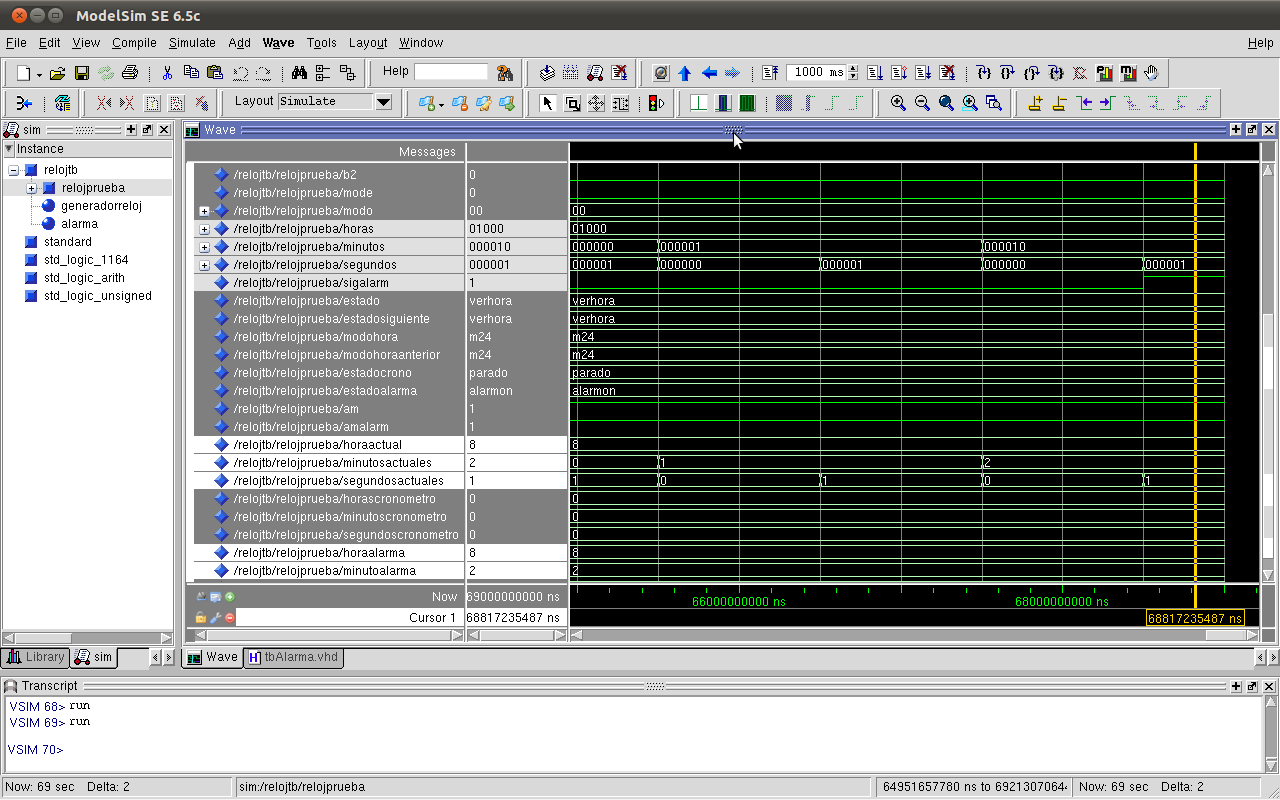 ModelSim SE 6.5c
File Edit View Compile Simulate Add Wave Tools Layout Window Help
Help 1000 ms
Layout Simulate
sim Wave
Instance
relojtb
relojprueba
generadorreloj
alarma
standard
std_logic_1164
std_logic_arith
std_logic_unsigned
Messages
/relojtb/relojprueba/b2 0
/relojtb/relojprueba/mode 0
/relojtb/relojprueba/modo 00 00
/relojtb/relojprueba/horas 01000 01000
/relojtb/relojprueba/minutos 000010 000000 000001 000010
/relojtb/relojprueba/segundos 000001 000001 000000 000001 000000 000001
/relojtb/relojprueba/sigalarm 1
/relojtb/relojprueba/estado verhora verhora
/relojtb/relojprueba/estadosiguiente verhora verhora
/relojtb/relojprueba/modohora m24 m24
/relojtb/relojprueba/modohoraanterior m24 m24
/relojtb/relojprueba/estadocrono parado parado
/relojtb/relojprueba/estadoalarma alarmon alarmon
/relojtb/relojprueba/am 1
/relojtb/relojprueba/amalarm 1
/relojtb/relojprueba/horaactual 8 8
/relojtb/relojprueba/minutosactuales 2 0 1 2
/relojtb/relojprueba/segundosactuales 1 1 0 1 0 1
/relojtb/relojprueba/horascronometro 0 0
/relojtb/relojprueba/minutoscronometro 0 0
/relojtb/relojprueba/segundoscronometro 0 0
/relojtb/relojprueba/horaalarma 8 8
/relojtb/relojprueba/minutoalarma 2 2
Now 69000000000 ns 66000000000 ns 68000000000 ns
Cursor 1 68817235487 ns 68817235487 ns
Library sim Wave tbAlarma.vhd
Transcript
VSIM 68> run
VSIM 69> run
VSIM 70>
Now: 69 sec Delta: 2 sim:/relojtb/relojprueba 64951657780 ns to 6921307064 Now: 69 sec Delta: 2